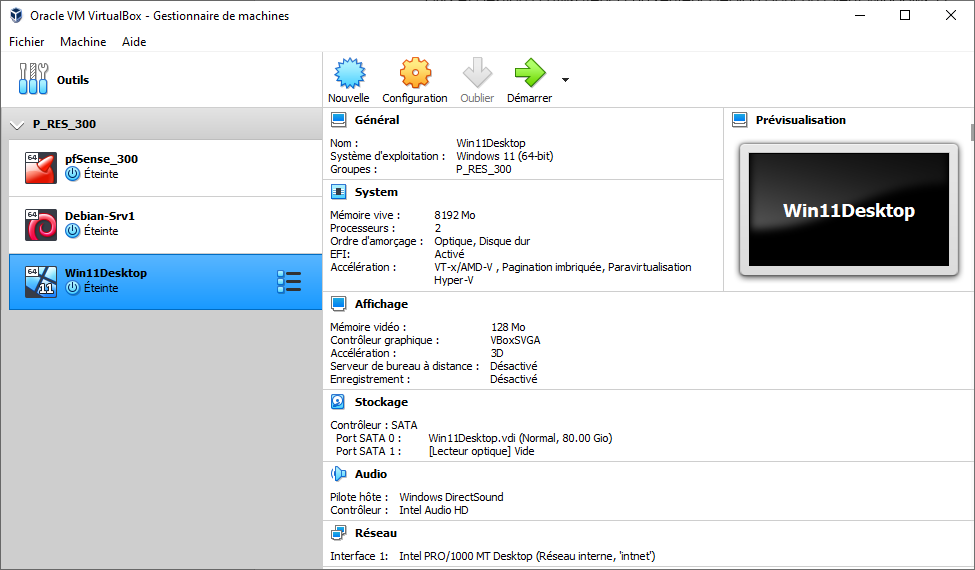 Oracle VM VirtualBox - Gestionnaire de machines
Fichier Machine Aide
Outils
P_RES_300
64
pfSense_300
Éteinte
64
Debian-Srv1
Éteinte
64
11
Win11Desktop
Éteinte
Nouvelle Configuration Oublier Démarrer
Général
Nom : Win11Desktop
Système d'exploitation : Windows 11 (64-bit)
Groupes : P_RES_300
System
Mémoire vive : 8192 Mo
Processeurs : 2
Ordre d'amorçage : Optique, Disque dur
EFI: Activé
Accélération : VT-x/AMD-V , Pagination imbriquée, Paravirtualisation
Hyper-V
Prévisualisation
Win11Desktop
Affichage
Mémoire vidéo : 128 Mo
Contrôleur graphique : VBoxSVGA
Accélération : 3D
Serveur de bureau à distance : Désactivé
Enregistrement : Désactivé
Stockage
Contrôleur : SATA
Port SATA 0 : Win11Desktop.vdi (Normal, 80.00 Gio)
Port SATA 1 : [Lecteur optique] Vide
Audio
Pilote hôte : Windows DirectSound
Contrôleur : Intel Audio HD
Réseau
Interface 1: Intel PRO/1000 MT Desktop (Réseau interne, 'intnet')